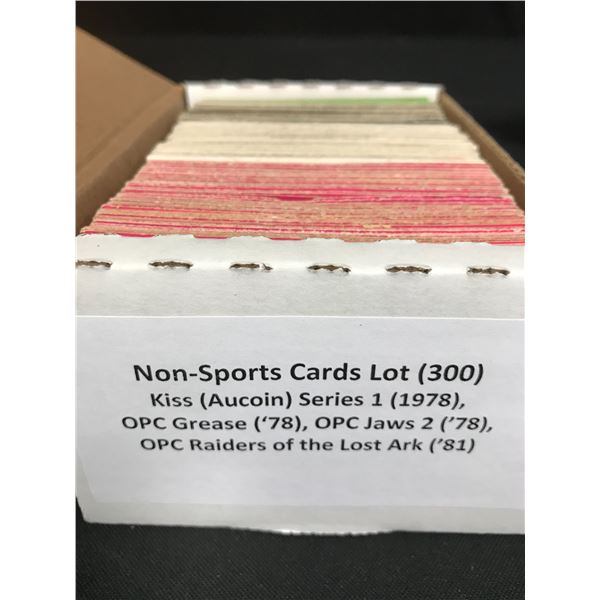 Non-Sports Cards Lot (300)
Kiss (Aucoin) Series 1 (1978),
OPC Grease (‘78), OPC Jaws 2 (’78),
OPC Raiders of the Lost Ark (’81)